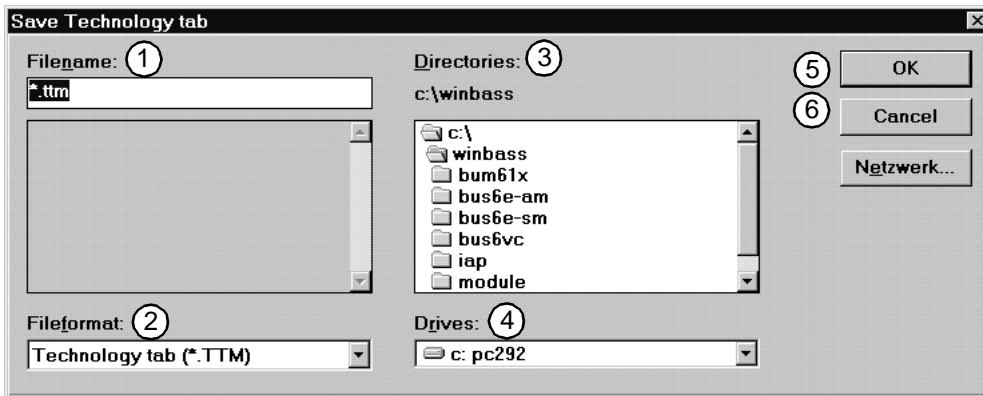 Save Technology tab
Filename: 1
*.ttm
Fileformat: 2
Technology tab (*.TTM)
Directories: 3
c:\winbass
c:\
winbass
bum61x
bus6e-am
bus6e-sm
bus6vc
iap
module
Drives: 4
c: pc292
5 OK
6 Cancel
Netzwerk...